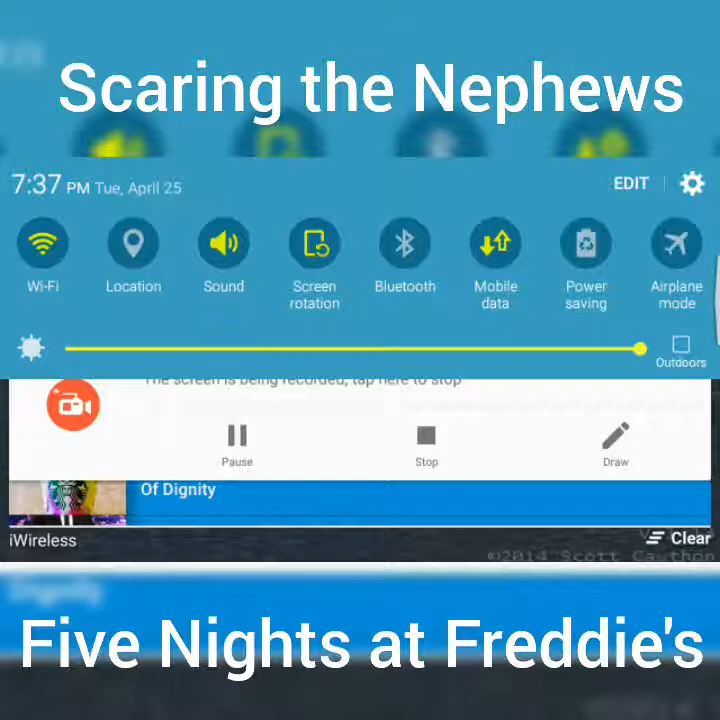 Scaring the Nephews
7:37 PM Tue, April 25
EDIT
Wi-Fi
Location
Sound
Screen rotation
Bluetooth
Mobile data
Power saving
Airplane mode
Outdoors
The screen is being recorded, tap here to stop
Pause
Stop
Draw
Of Dignity
iWireless
Clear
©2014 Scott Cawthon
Dignity
Five Nights at Freddie's